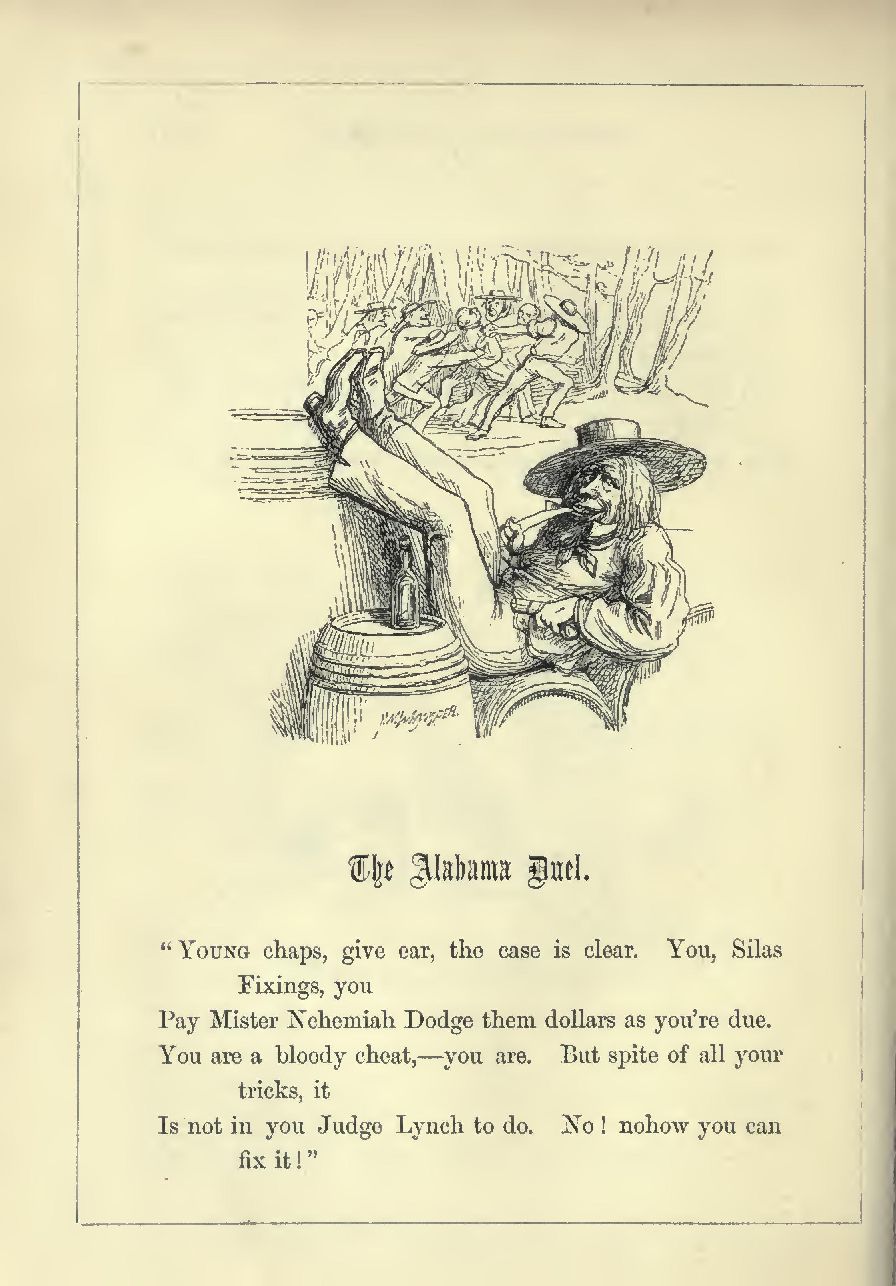 The Alabama Duel.
“YOUNG chaps, give ear, the case is clear. You, Silas
Fixings, you
Pay Mister Nehemiah Dodge them dollars as you’re due.
You are a bloody cheat,—you are. But spite of all your
tricks, it
Is not in you Judge Lynch to do. No! nohow you can
fix it!”